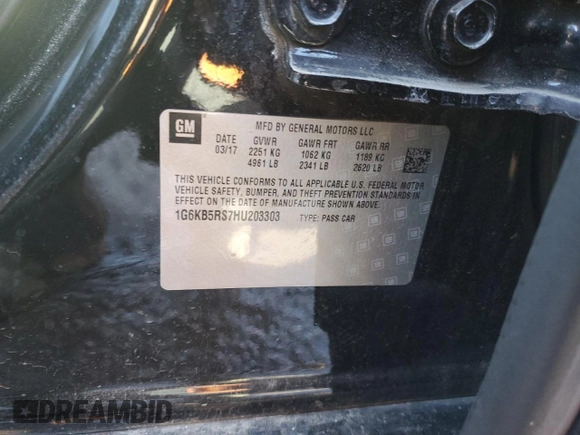 GM
MFD BY GENERAL MOTORS LLC
DATE GVWR GAWR FRT GAWR RR
03/17 2251 KG 1062 KG 1189 KG
4961 LB 2341 LB 2620 LB
THIS VEHICLE CONFORMS TO ALL APPLICABLE U.S. FEDERAL MOTOR
VEHICLE SAFETY, BUMPER, AND THEFT PREVENTION STANDARDS IN
EFFECT ON THE DATE OF MANUFACTURE SHOWN ABOVE.
1G6KB5RS7HU203303 TYPE: PASS CAR
DREAMBID